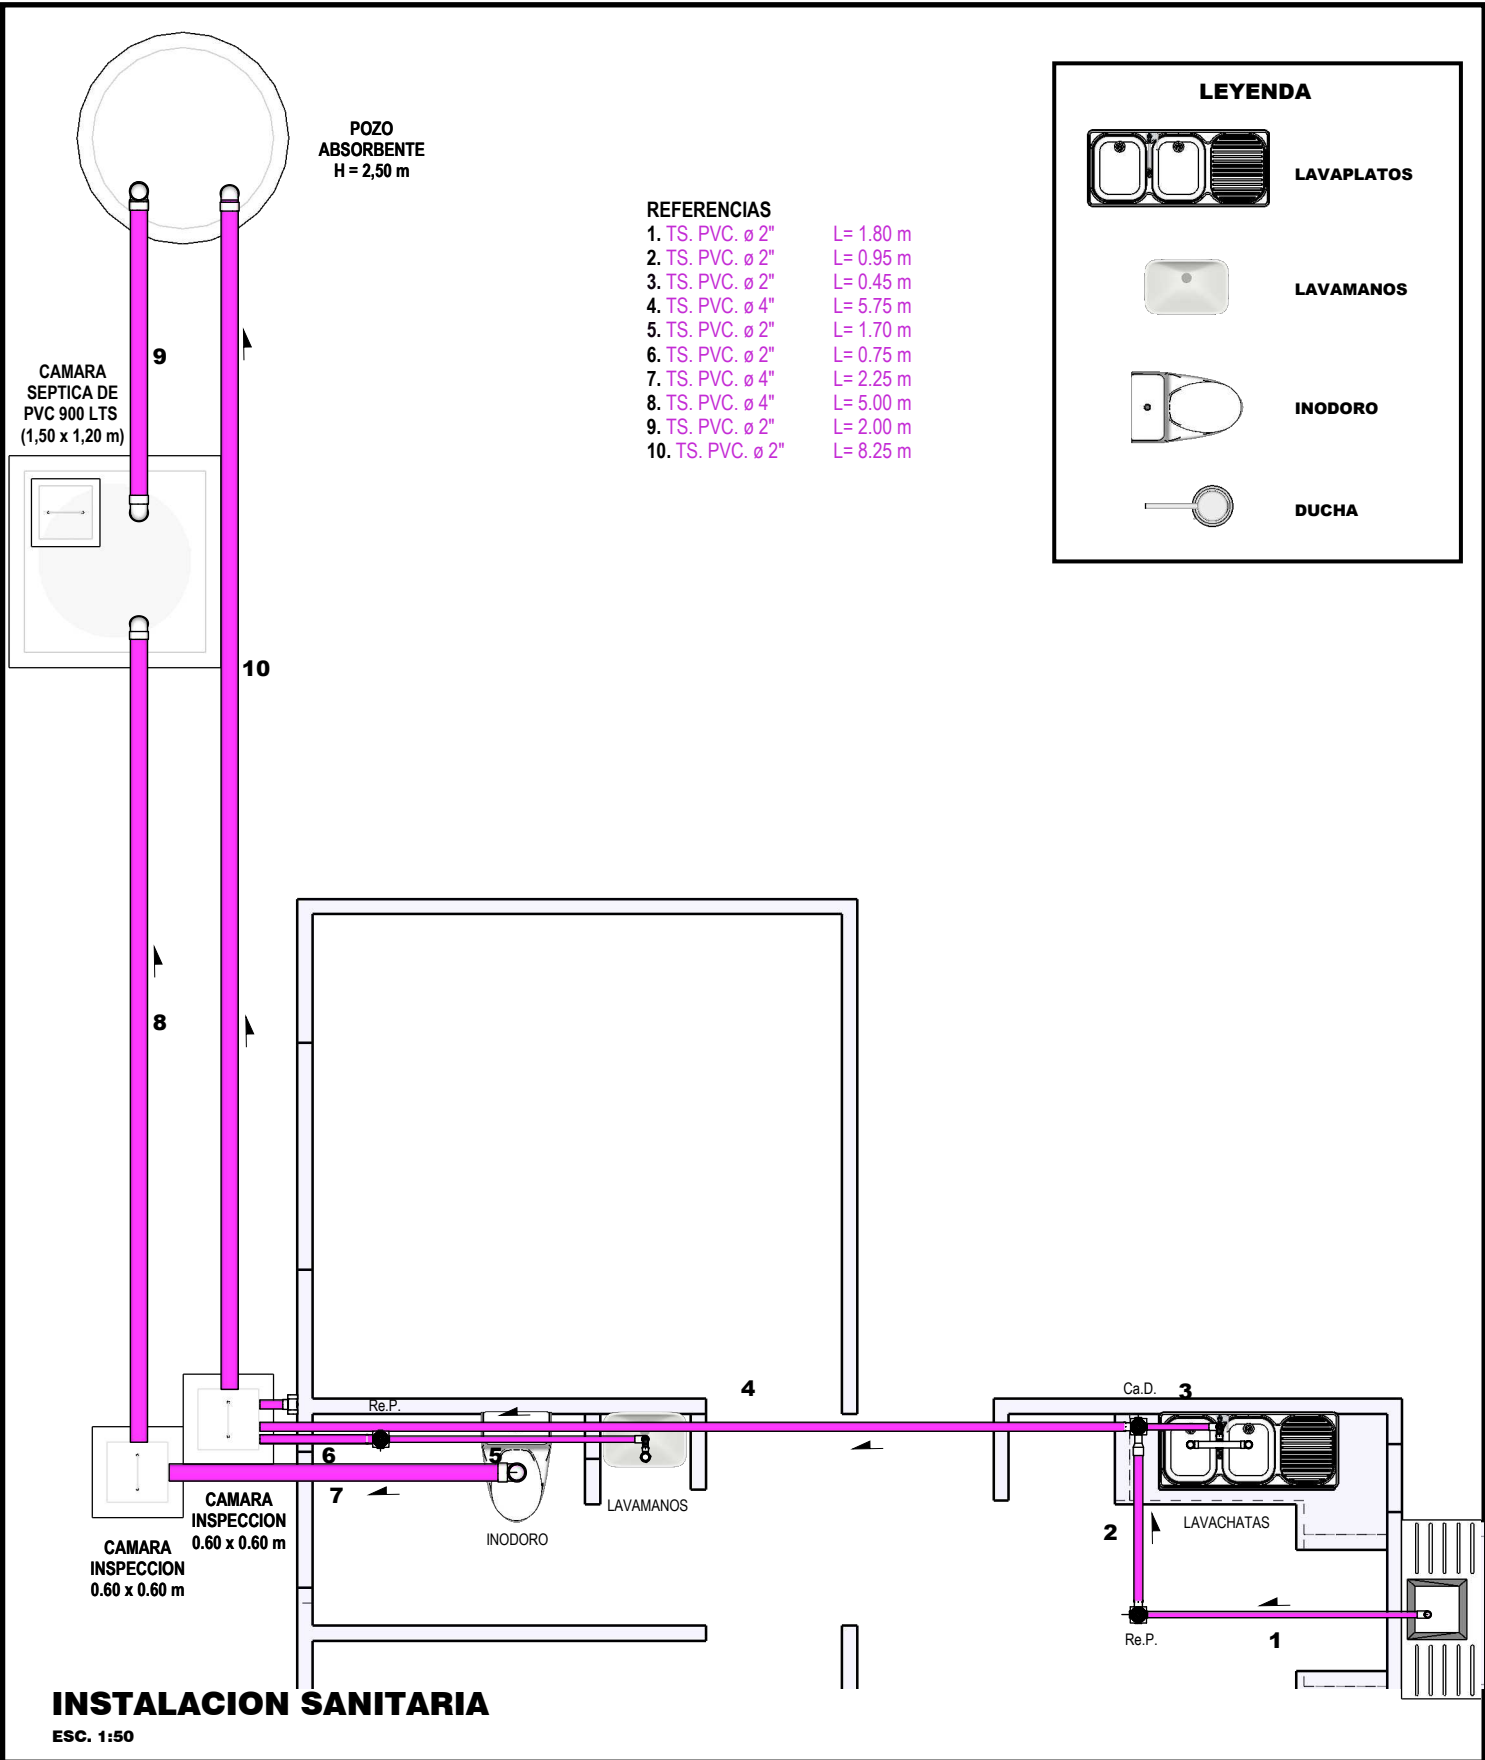 POZO
ABSORBENTE
H = 2,50 m
LEYENDA
LAVAPLATOS
LAVAMANOS
INODORO
DUCHA
REFERENCIAS
1. TS. PVC. ø 2" L= 1.80 m
2. TS. PVC. ø 2" L= 0.95 m
3. TS. PVC. ø 2" L= 0.45 m
4. TS. PVC. ø 4" L= 5.75 m
5. TS. PVC. ø 2" L= 1.70 m
6. TS. PVC. ø 2" L= 0.75 m
7. TS. PVC. ø 4" L= 2.25 m
8. TS. PVC. ø 4" L= 5.00 m
9. TS. PVC. ø 2" L= 2.00 m
10. TS. PVC. ø 2" L= 8.25 m
9
CAMARA
SEPTICA DE
PVC 900 LTS
(1,50 x 1,20 m)
10
8
4
Ca.D.
3
Re.P.
6
5
7
CAMARA
INSPECCION
0.60 x 0.60 m
CAMARA
INSPECCION
0.60 x 0.60 m
INODORO
LAVAMANOS
LAVACHATAS
2
Re.P.
1
INSTALACION SANITARIA
ESC. 1:50